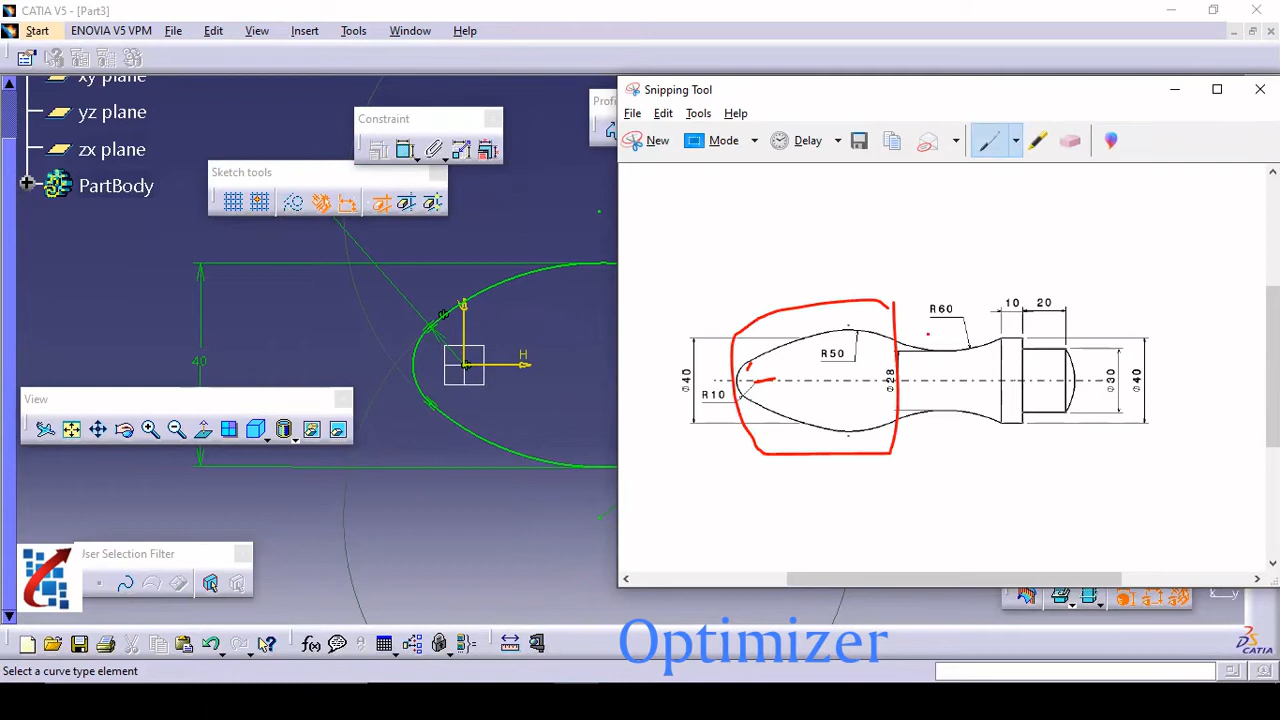 CATIA V5 - [Part3]
Start ENOVIA V5 VPM File Edit View Insert Tools Window Help
xy plane
yz plane
zx plane
PartBody
Constraint
Sketch tools
Profi
H
40
View
User Selection Filter
Snipping Tool
File Edit Tools Help
New Mode Delay
R60
10
20
R50
R10
Ø40
Ø28
Ø30
Ø40
Optimizer
Select a curve type element
CATIA